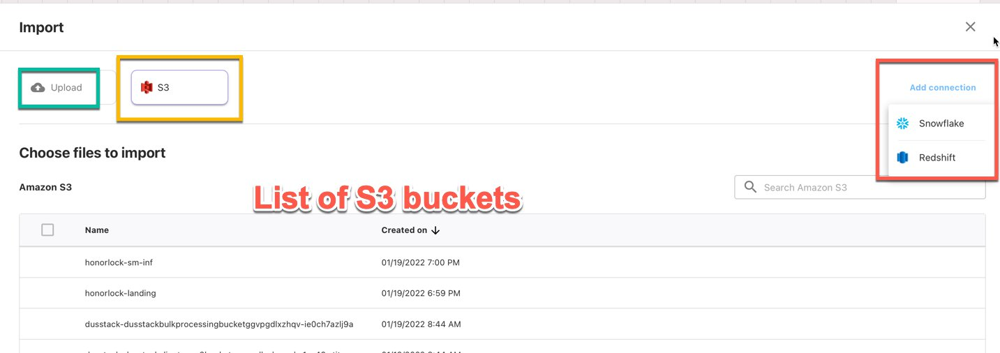 Import
Upload
S3
Add connection
Snowflake
Redshift
Choose files to import
Amazon S3
List of S3 buckets
Search Amazon S3
Name Created on
honorlock-sm-inf 01/19/2022 7:00 PM
honorlock-landing 01/19/2022 6:59 PM
dusstack-dusstackbulkprocessingbucketggvpgdlxzhqv-ie0ch7azlj9a 01/19/2022 8:44 AM